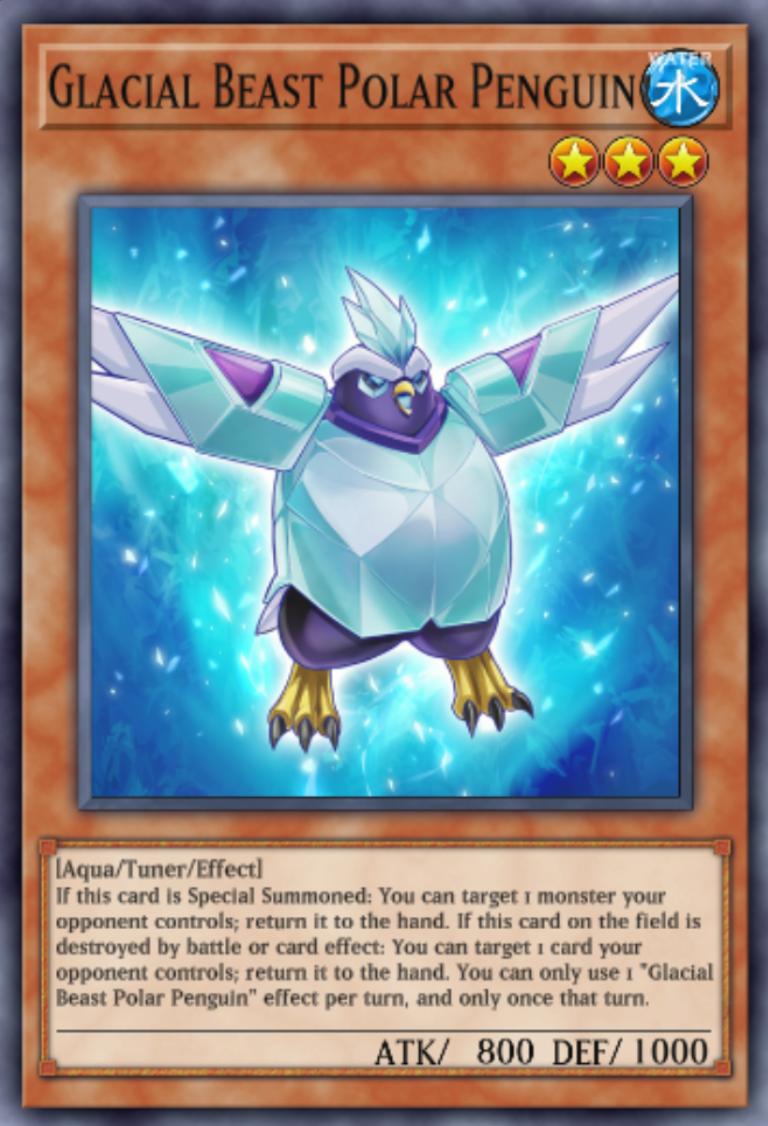 GLACIAL BEAST POLAR PENGUIN
WATER
水
[Aqua/Tuner/Effect]
If this card is Special Summoned: You can target 1 monster your
opponent controls; return it to the hand. If this card on the field is
destroyed by battle or card effect: You can target 1 card your
opponent controls; return it to the hand. You can only use 1 "Glacial
Beast Polar Penguin" effect per turn, and only once that turn.
ATK/ 800 DEF/ 1000